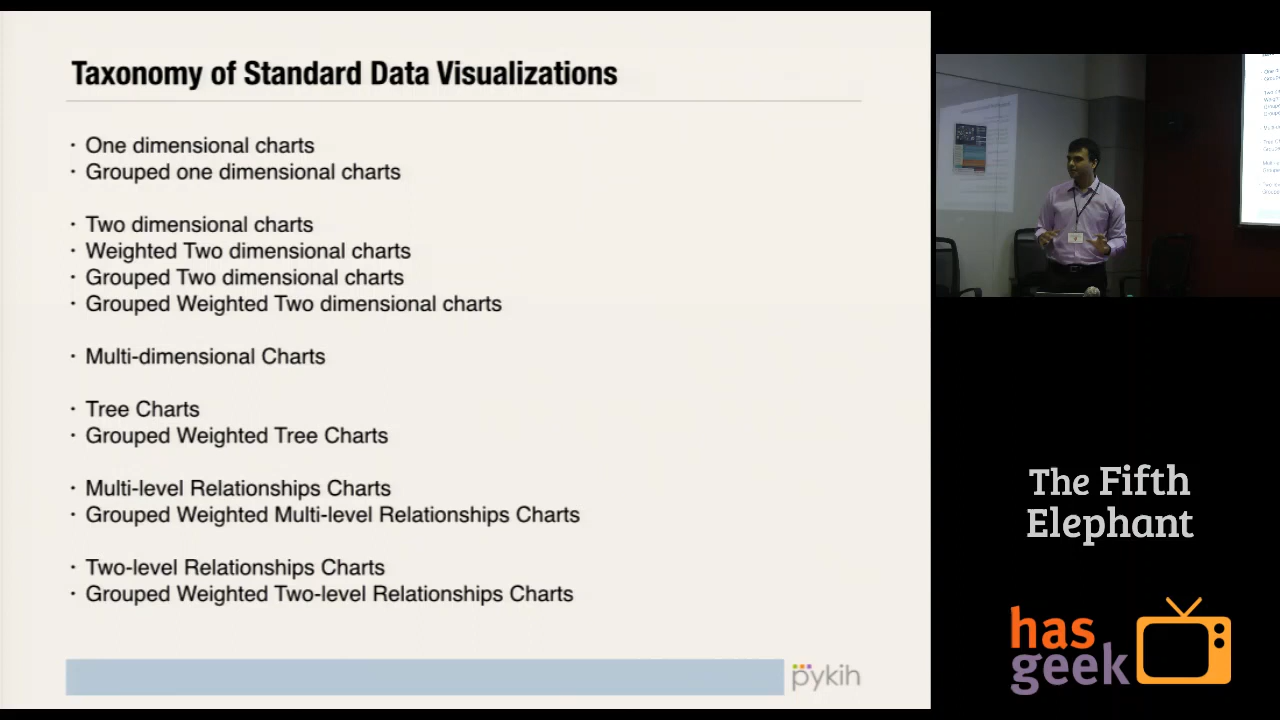 Taxonomy of Standard Data Visualizations
· One dimensional charts
· Grouped one dimensional charts
· Two dimensional charts
· Weighted Two dimensional charts
· Grouped Two dimensional charts
· Grouped Weighted Two dimensional charts
· Multi-dimensional Charts
· Tree Charts
· Grouped Weighted Tree Charts
· Multi-level Relationships Charts
· Grouped Weighted Multi-level Relationships Charts
· Two-level Relationships Charts
· Grouped Weighted Two-level Relationships Charts
pykih
The Fifth
Elephant
has
geek